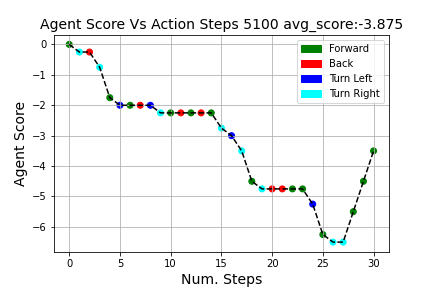 Agent Score Vs Action Steps 5100 avg_score:-3.875
Forward
Back
Turn Left
Turn Right
Agent Score
0
−1
−2
−3
−4
−5
−6
0 5 10 15 20 25 30
Num. Steps